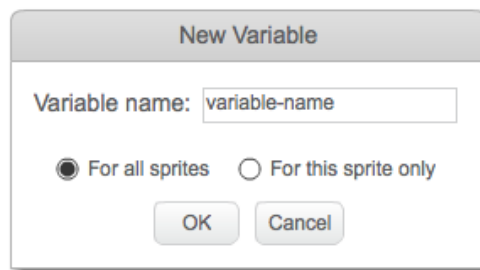 New Variable
Variable name: variable-name
For all sprites For this sprite only
OK Cancel